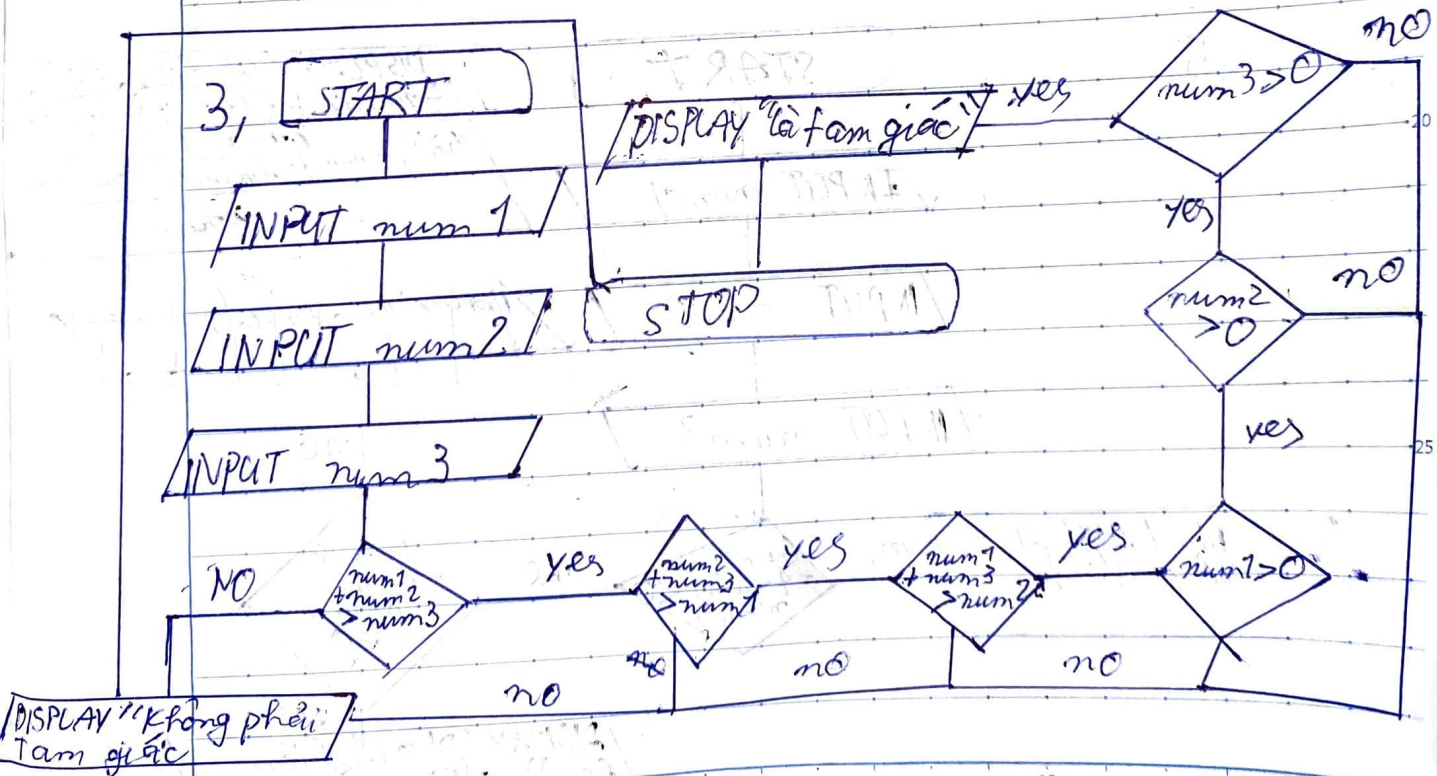 3, START
INPUT num 1
INPUT num2
INPUT num 3
num1
+num2
>num3
NO
yes
num2
+num3
>num1
no
yes
num1
+num3
>num2
no
yes
num1>0
no
yes
num2
>0
no
yes
num3>0
no
yes
DISPLAY "là tam giác"
STOP
no
DISPLAY "Không phải
Tam giác
20
25